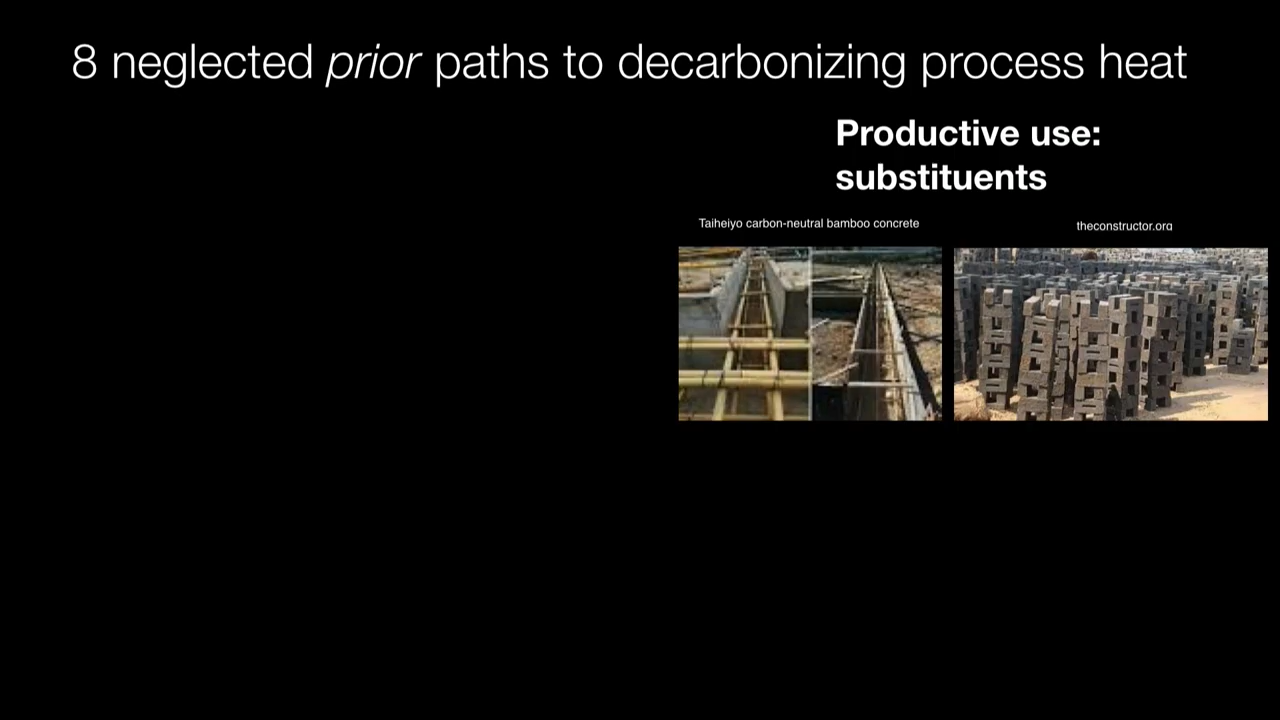 8 neglected prior paths to decarbonizing process heat
Productive use:
substituents
Taiheiyo carbon-neutral bamboo concrete
theconstructor.org